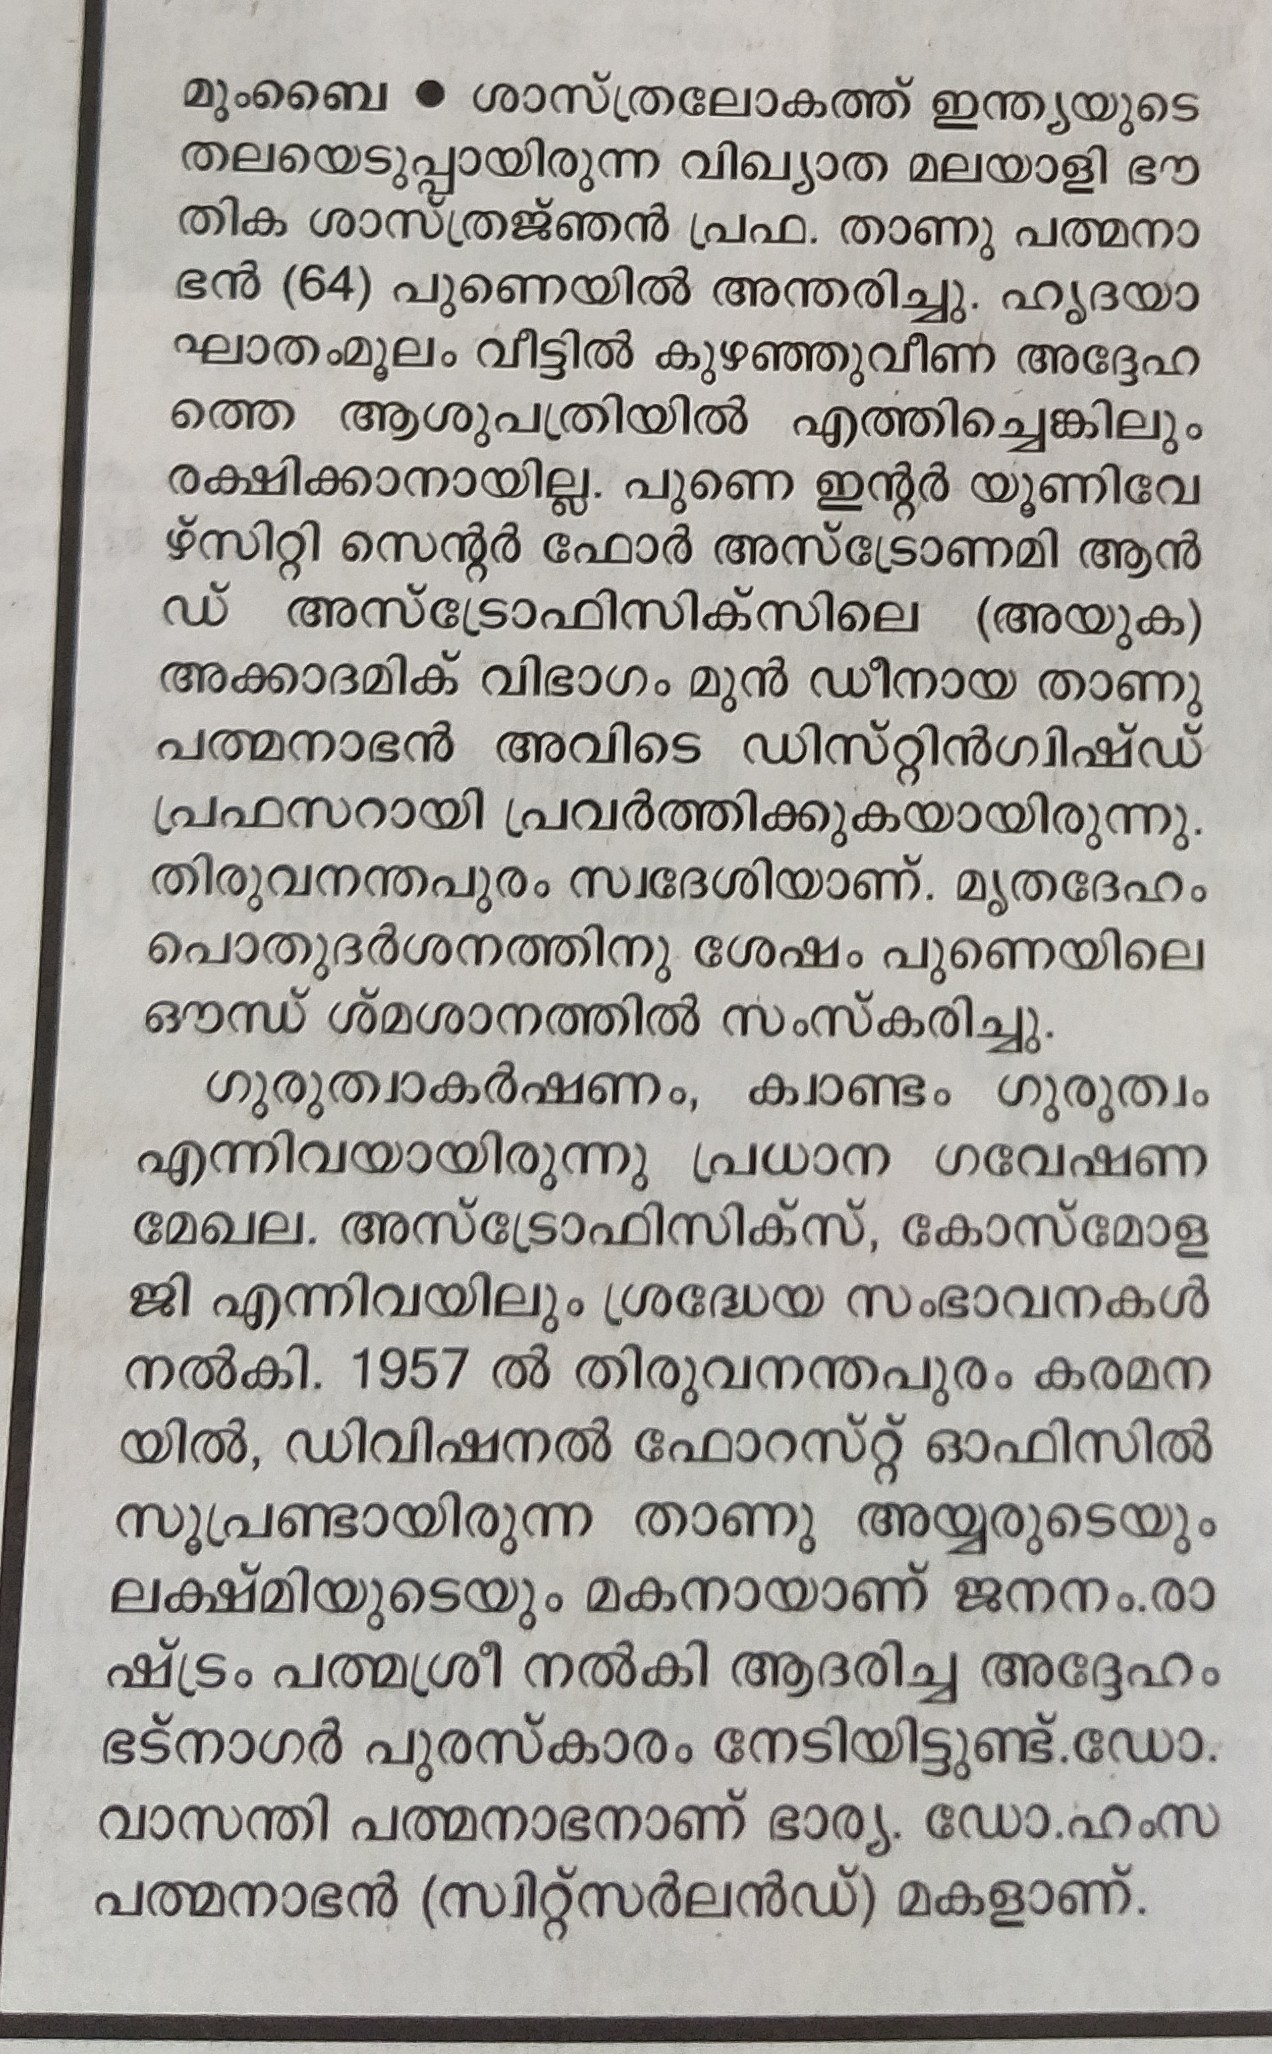 മുംബൈ ● ശാസ്ത്രലോകത്ത് ഇന്ത്യയുടെ
തലയെടുപ്പായിരുന്ന വിഖ്യാത മലയാളി ഭൗ
തിക ശാസ്ത്രജ്ഞൻ പ്രഫ. താണു പത്മനാ
ഭൻ (64) പുണെയിൽ അന്തരിച്ചു. ഹൃദയാ
ഘാതംമൂലം വീട്ടിൽ കുഴഞ്ഞുവീണ അദ്ദേഹ
ത്തെ ആശുപത്രിയിൽ എത്തിച്ചെങ്കിലും
രക്ഷിക്കാനായില്ല. പുണെ ഇന്റർ യൂണിവേ
ഴ്സിറ്റി സെന്റർ ഫോർ അസ്ട്രോണമി ആൻ
ഡ് അസ്ട്രോഫിസിക്സിലെ (അയുക)
അക്കാദമിക് വിഭാഗം മുൻ ഡീനായ താണു
പത്മനാഭൻ അവിടെ ഡിസ്റ്റിൻഗ്വിഷ്ഡ്
പ്രഫസറായി പ്രവർത്തിക്കുകയായിരുന്നു.
തിരുവനന്തപുരം സ്വദേശിയാണ്. മൃതദേഹം
പൊതുദർശനത്തിനു ശേഷം പുണെയിലെ
ഔന്ധ് ശ്മശാനത്തിൽ സംസ്കരിച്ചു.
ഗുരുത്വാകർഷണം, ക്വാണ്ടം ഗുരുത്വം
എന്നിവയായിരുന്നു പ്രധാന ഗവേഷണ
മേഖല. അസ്ട്രോഫിസിക്സ്, കോസ്മോള
ജി എന്നിവയിലും ശ്രദ്ധേയ സംഭാവനകൾ
നൽകി. 1957 ൽ തിരുവനന്തപുരം കരമന
യിൽ, ഡിവിഷനൽ ഫോറസ്റ്റ് ഓഫിസിൽ
സൂപ്രണ്ടായിരുന്ന താണു അയ്യരുടെയും
ലക്ഷ്മിയുടെയും മകനായാണ് ജനനം.രാ
ഷ്ട്രം പത്മശ്രീ നൽകി ആദരിച്ച അദ്ദേഹം
ഭട്നാഗർ പുരസ്കാരം നേടിയിട്ടുണ്ട്.ഡോ.
വാസന്തി പത്മനാഭനാണ് ഭാര്യ. ഡോ.ഹംസ
പത്മനാഭൻ (സ്വിറ്റ്സർലൻഡ്) മകളാണ്.